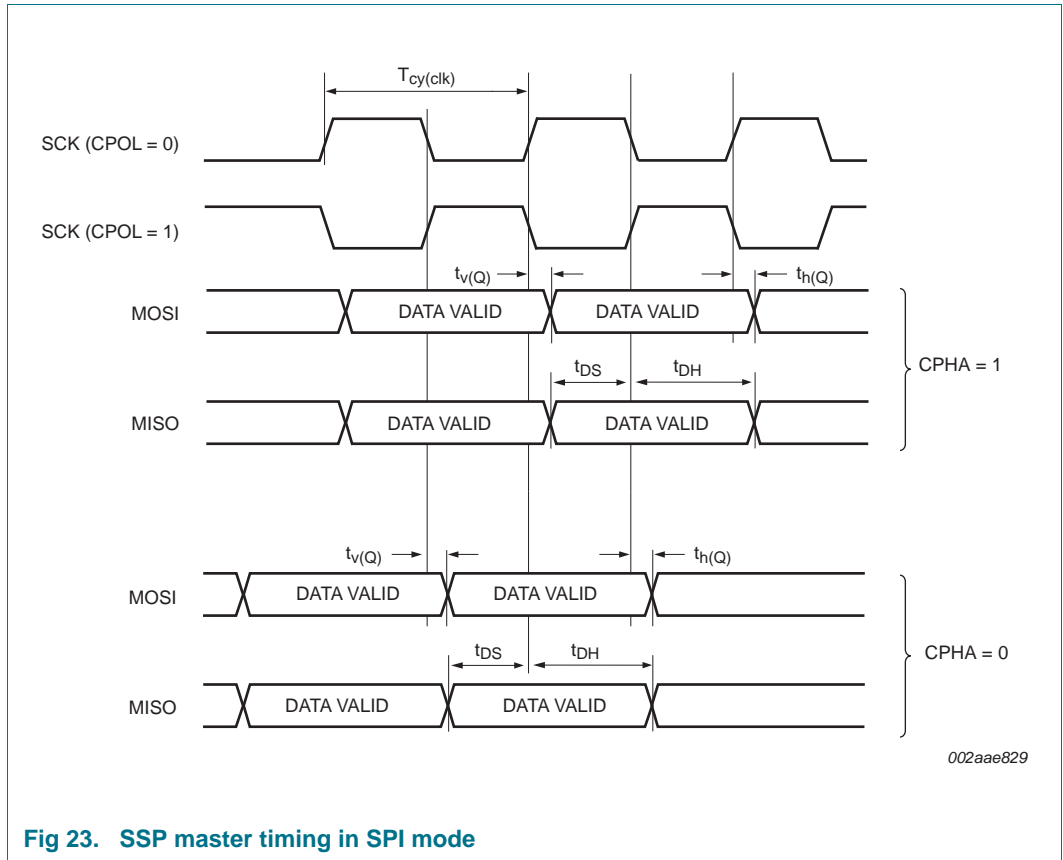 Tcy(clk)
SCK (CPOL = 0)
SCK (CPOL = 1)
tv(Q)
th(Q)
MOSI
DATA VALID
DATA VALID
tDS
tDH
CPHA = 1
MISO
DATA VALID
DATA VALID
tv(Q)
th(Q)
MOSI
DATA VALID
DATA VALID
tDS
tDH
CPHA = 0
MISO
DATA VALID
DATA VALID
002aae829
Fig 23. SSP master timing in SPI mode